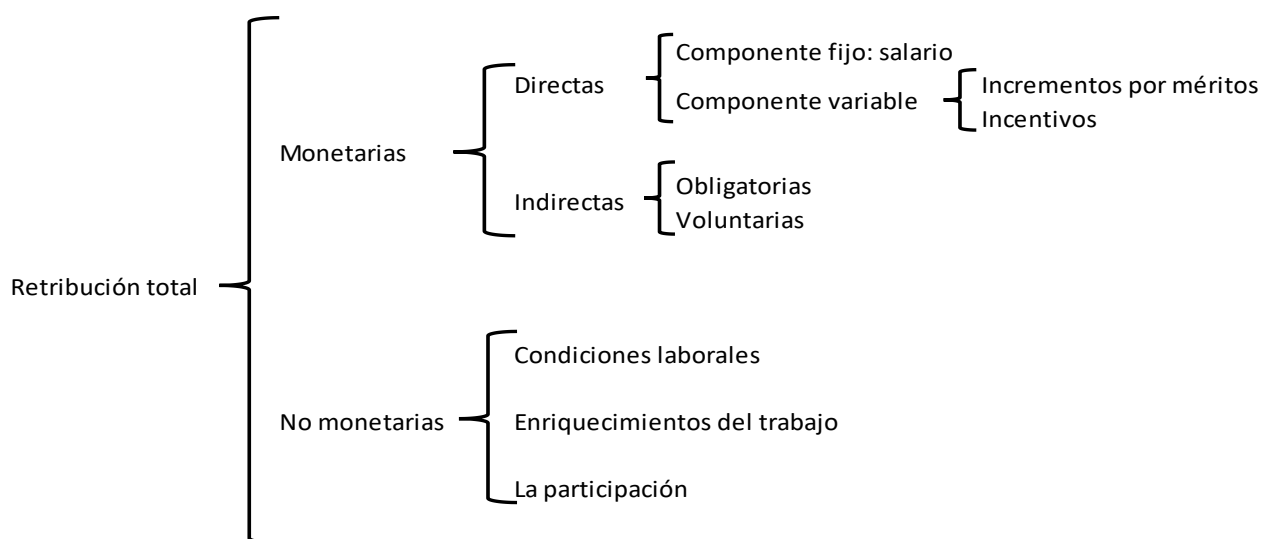 Retribución total
Monetarias
Directas
Componente fijo: salario
Componente variable
Incrementos por méritos
Incentivos
Indirectas
Obligatorias
Voluntarias
No monetarias
Condiciones laborales
Enriquecimientos del trabajo
La participación